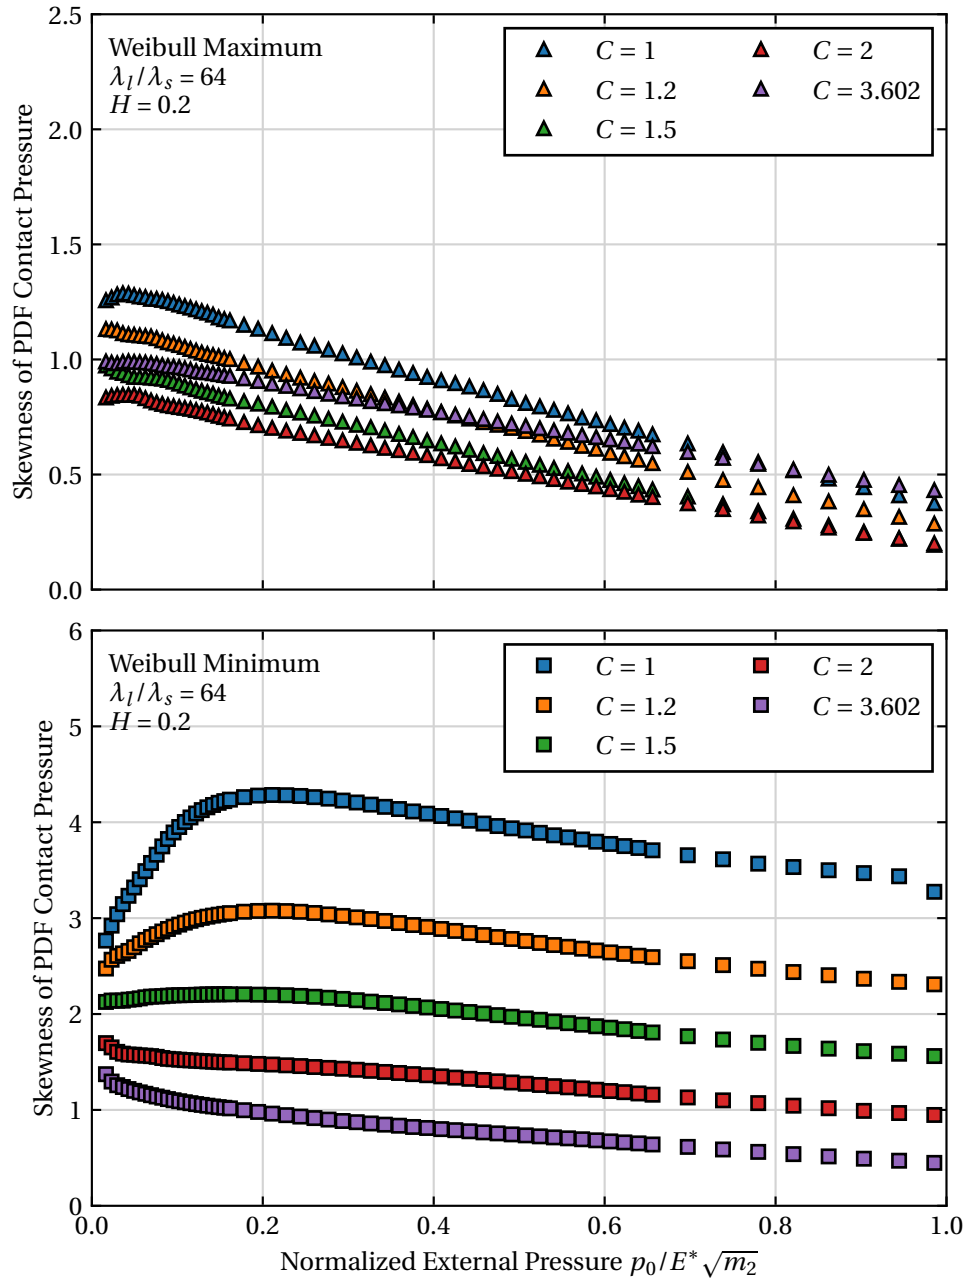 2.5
2.0
1.5
1.0
0.5
0.0
Skewness of PDF Contact Pressure
Weibull Maximum
λ_l/λ_s = 64
H = 0.2
C = 1
C = 1.2
C = 1.5
C = 2
C = 3.602
6
5
4
3
2
1
0
Skewness of PDF Contact Pressure
Weibull Minimum
λ_l/λ_s = 64
H = 0.2
C = 1
C = 1.2
C = 1.5
C = 2
C = 3.602
0.0 0.2 0.4 0.6 0.8 1.0
Normalized External Pressure p_0/E^* √m_2